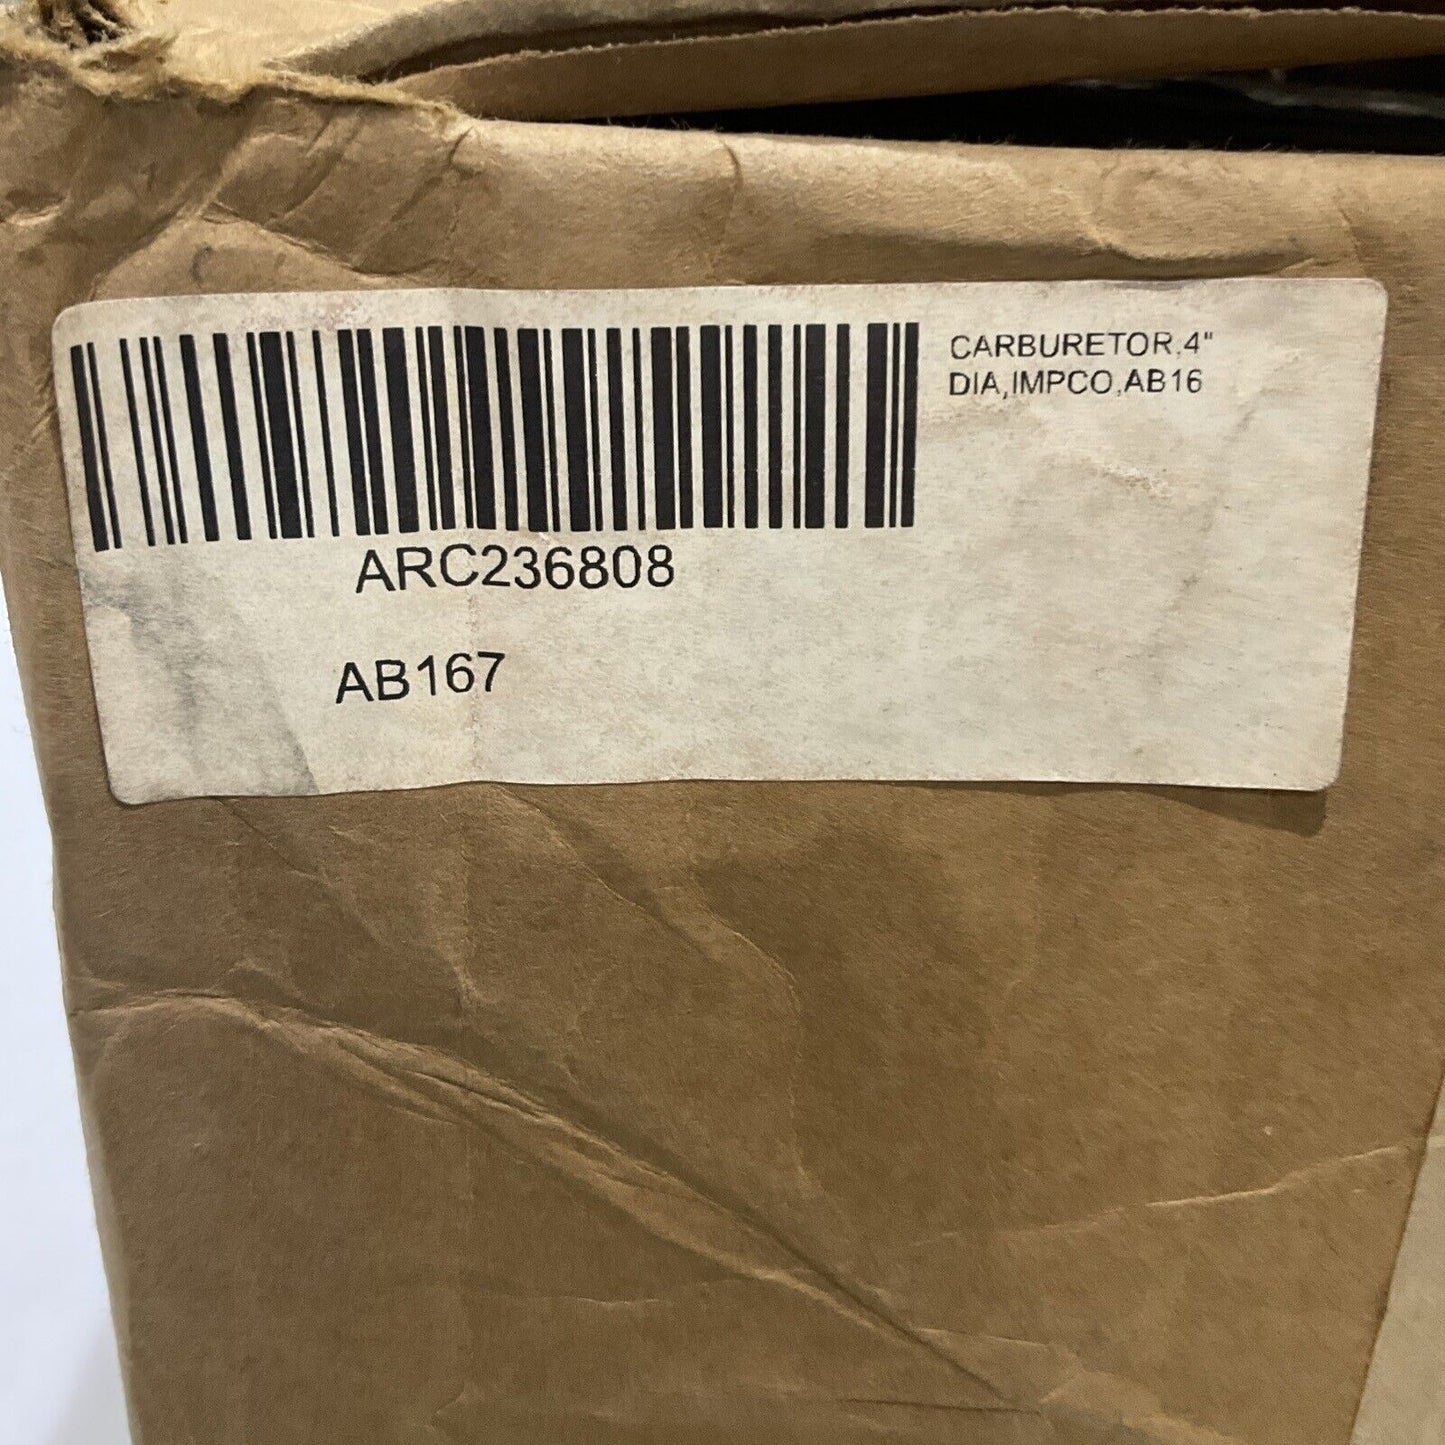 CARBURETOR,4"
DIA,IMPCO,AB16
ARC236808
AB167